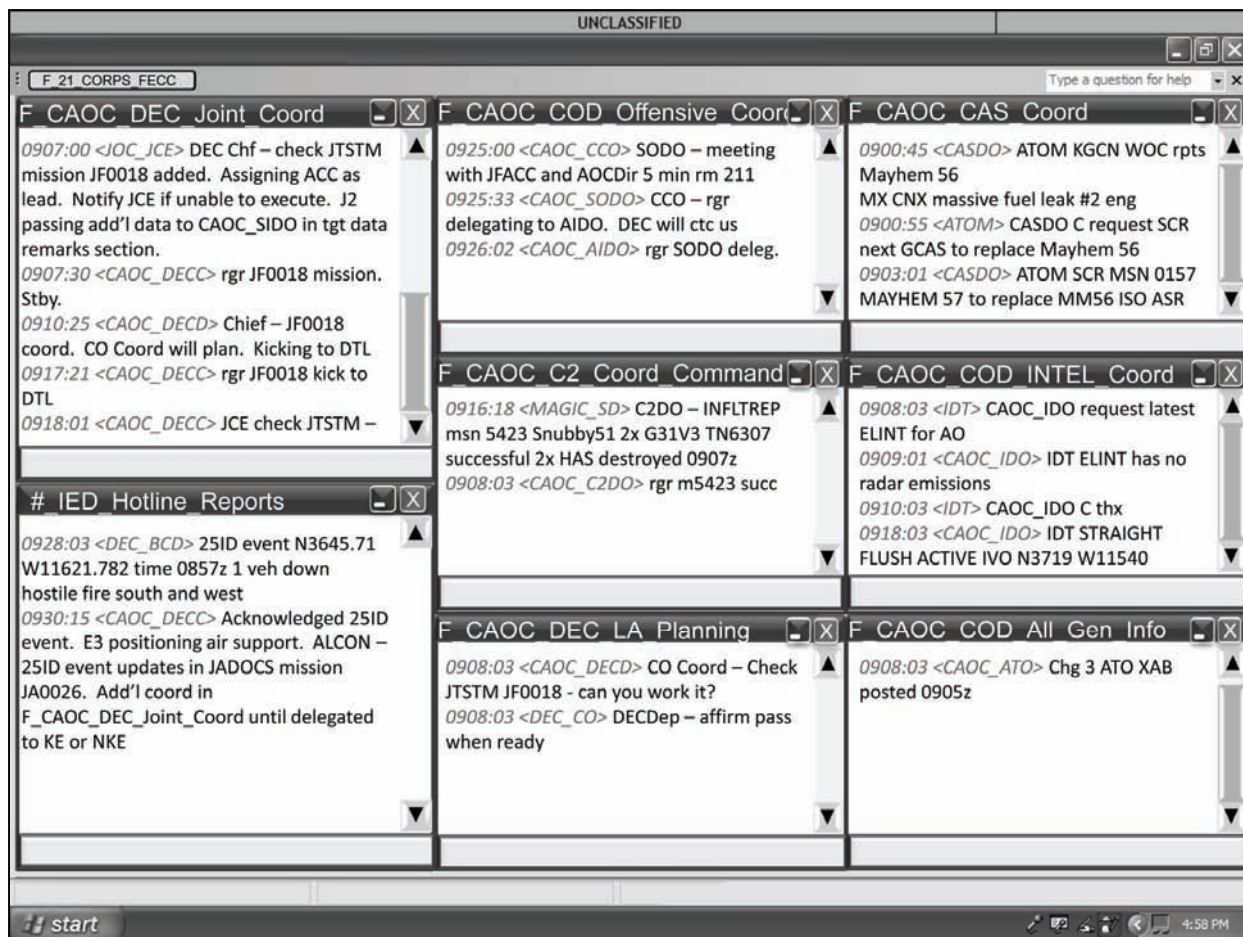 UNCLASSIFIED
F_21_CORPS_FECC
Type a question for help
F_CAOC_DEC_Joint_Coord
0907:00 <JOC_JCE> DEC Chf – check JTSTM
mission JF0018 added. Assigning ACC as
lead. Notify JCE if unable to execute. J2
passing add'l data to CAOC_SIDO in tgt data
remarks section.
0907:30 <CAOC_DECC> rgr JF0018 mission.
Stby.
0910:25 <CAOC_DECD> Chief – JF0018
coord. CO Coord will plan. Kicking to DTL
0917:21 <CAOC_DECC> rgr JF0018 kick to
DTL
0918:01 <CAOC_DECC> JCE check JTSTM –
#_IED_Hotline_Reports
0928:03 <DEC_BCD> 25ID event N3645.71
W11621.782 time 0857z 1 veh down
hostile fire south and west
0930:15 <CAOC_DECC> Acknowledged 25ID
event. E3 positioning air support. ALCON –
25ID event updates in JADOCS mission
JA0026. Add'l coord in
F_CAOC_DEC_Joint_Coord until delegated
to KE or NKE
F_CAOC_COD_Offensive_Coord
0925:00 <CAOC_CCO> SODO – meeting
with JFACC and AOCDir 5 min rm 211
0925:33 <CAOC_SODO> CCO – rgr
delegating to AIDO. DEC will ctc us
0926:02 <CAOC_AIDO> rgr SODO deleg.
F_CAOC_C2_Coord_Command
0916:18 <MAGIC_SD> C2DO – INFLTREP
msn 5423 Snubby51 2x G31V3 TN6307
successful 2x HAS destroyed 0907z
0908:03 <CAOC_C2DO> rgr m5423 succ
F_CAOC_DEC_LA_Planning
0908:03 <CAOC_DECD> CO Coord – Check
JTSTM JF0018 - can you work it?
0908:03 <DEC_CO> DECDep – affirm pass
when ready
F_CAOC_CAS_Coord
0900:45 <CASDO> ATOM KGCN WOC rpts
Mayhem 56
MX CNX massive fuel leak #2 eng
0900:55 <ATOM> CASDO C request SCR
next GCAS to replace Mayhem 56
0903:01 <CASDO> ATOM SCR MSN 0157
MAYHEM 57 to replace MM56 ISO ASR
F_CAOC_COD_INTEL_Coord
0908:03 <IDT> CAOC_IDO request latest
ELINT for AO
0909:01 <CAOC_IDO> IDT ELINT has no
radar emissions
0910:03 <IDT> CAOC_IDO C thx
0918:03 <CAOC_IDO> IDT STRAIGHT
FLUSH ACTIVE IVO N3719 W11540
F_CAOC_COD_All_Gen_Info
0908:03 <CAOC_ATO> Chg 3 ATO XAB
posted 0905z
start
4:58 PM